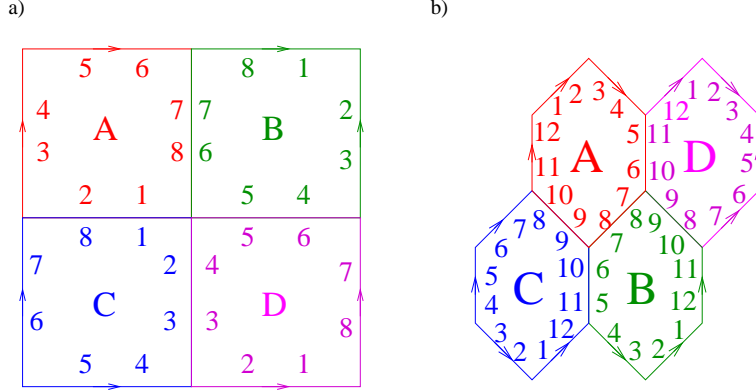 a) b)
5 6 8 1
4 7 7 2
A B
3 8 6 3
2 1 5 4
8 1 5 6
7 2 4 7
C D
6 3 3 8
5 4 2 1
1 2 3 4 12 1 2 3
12 5 11 4
A D
11 6 10 5
10 9 8 7 9 8 7 6
6 7 8 9 7 8 9 10
5 10 6 11
C B
4 11 5 12
3 2 1 12 4 3 2 1